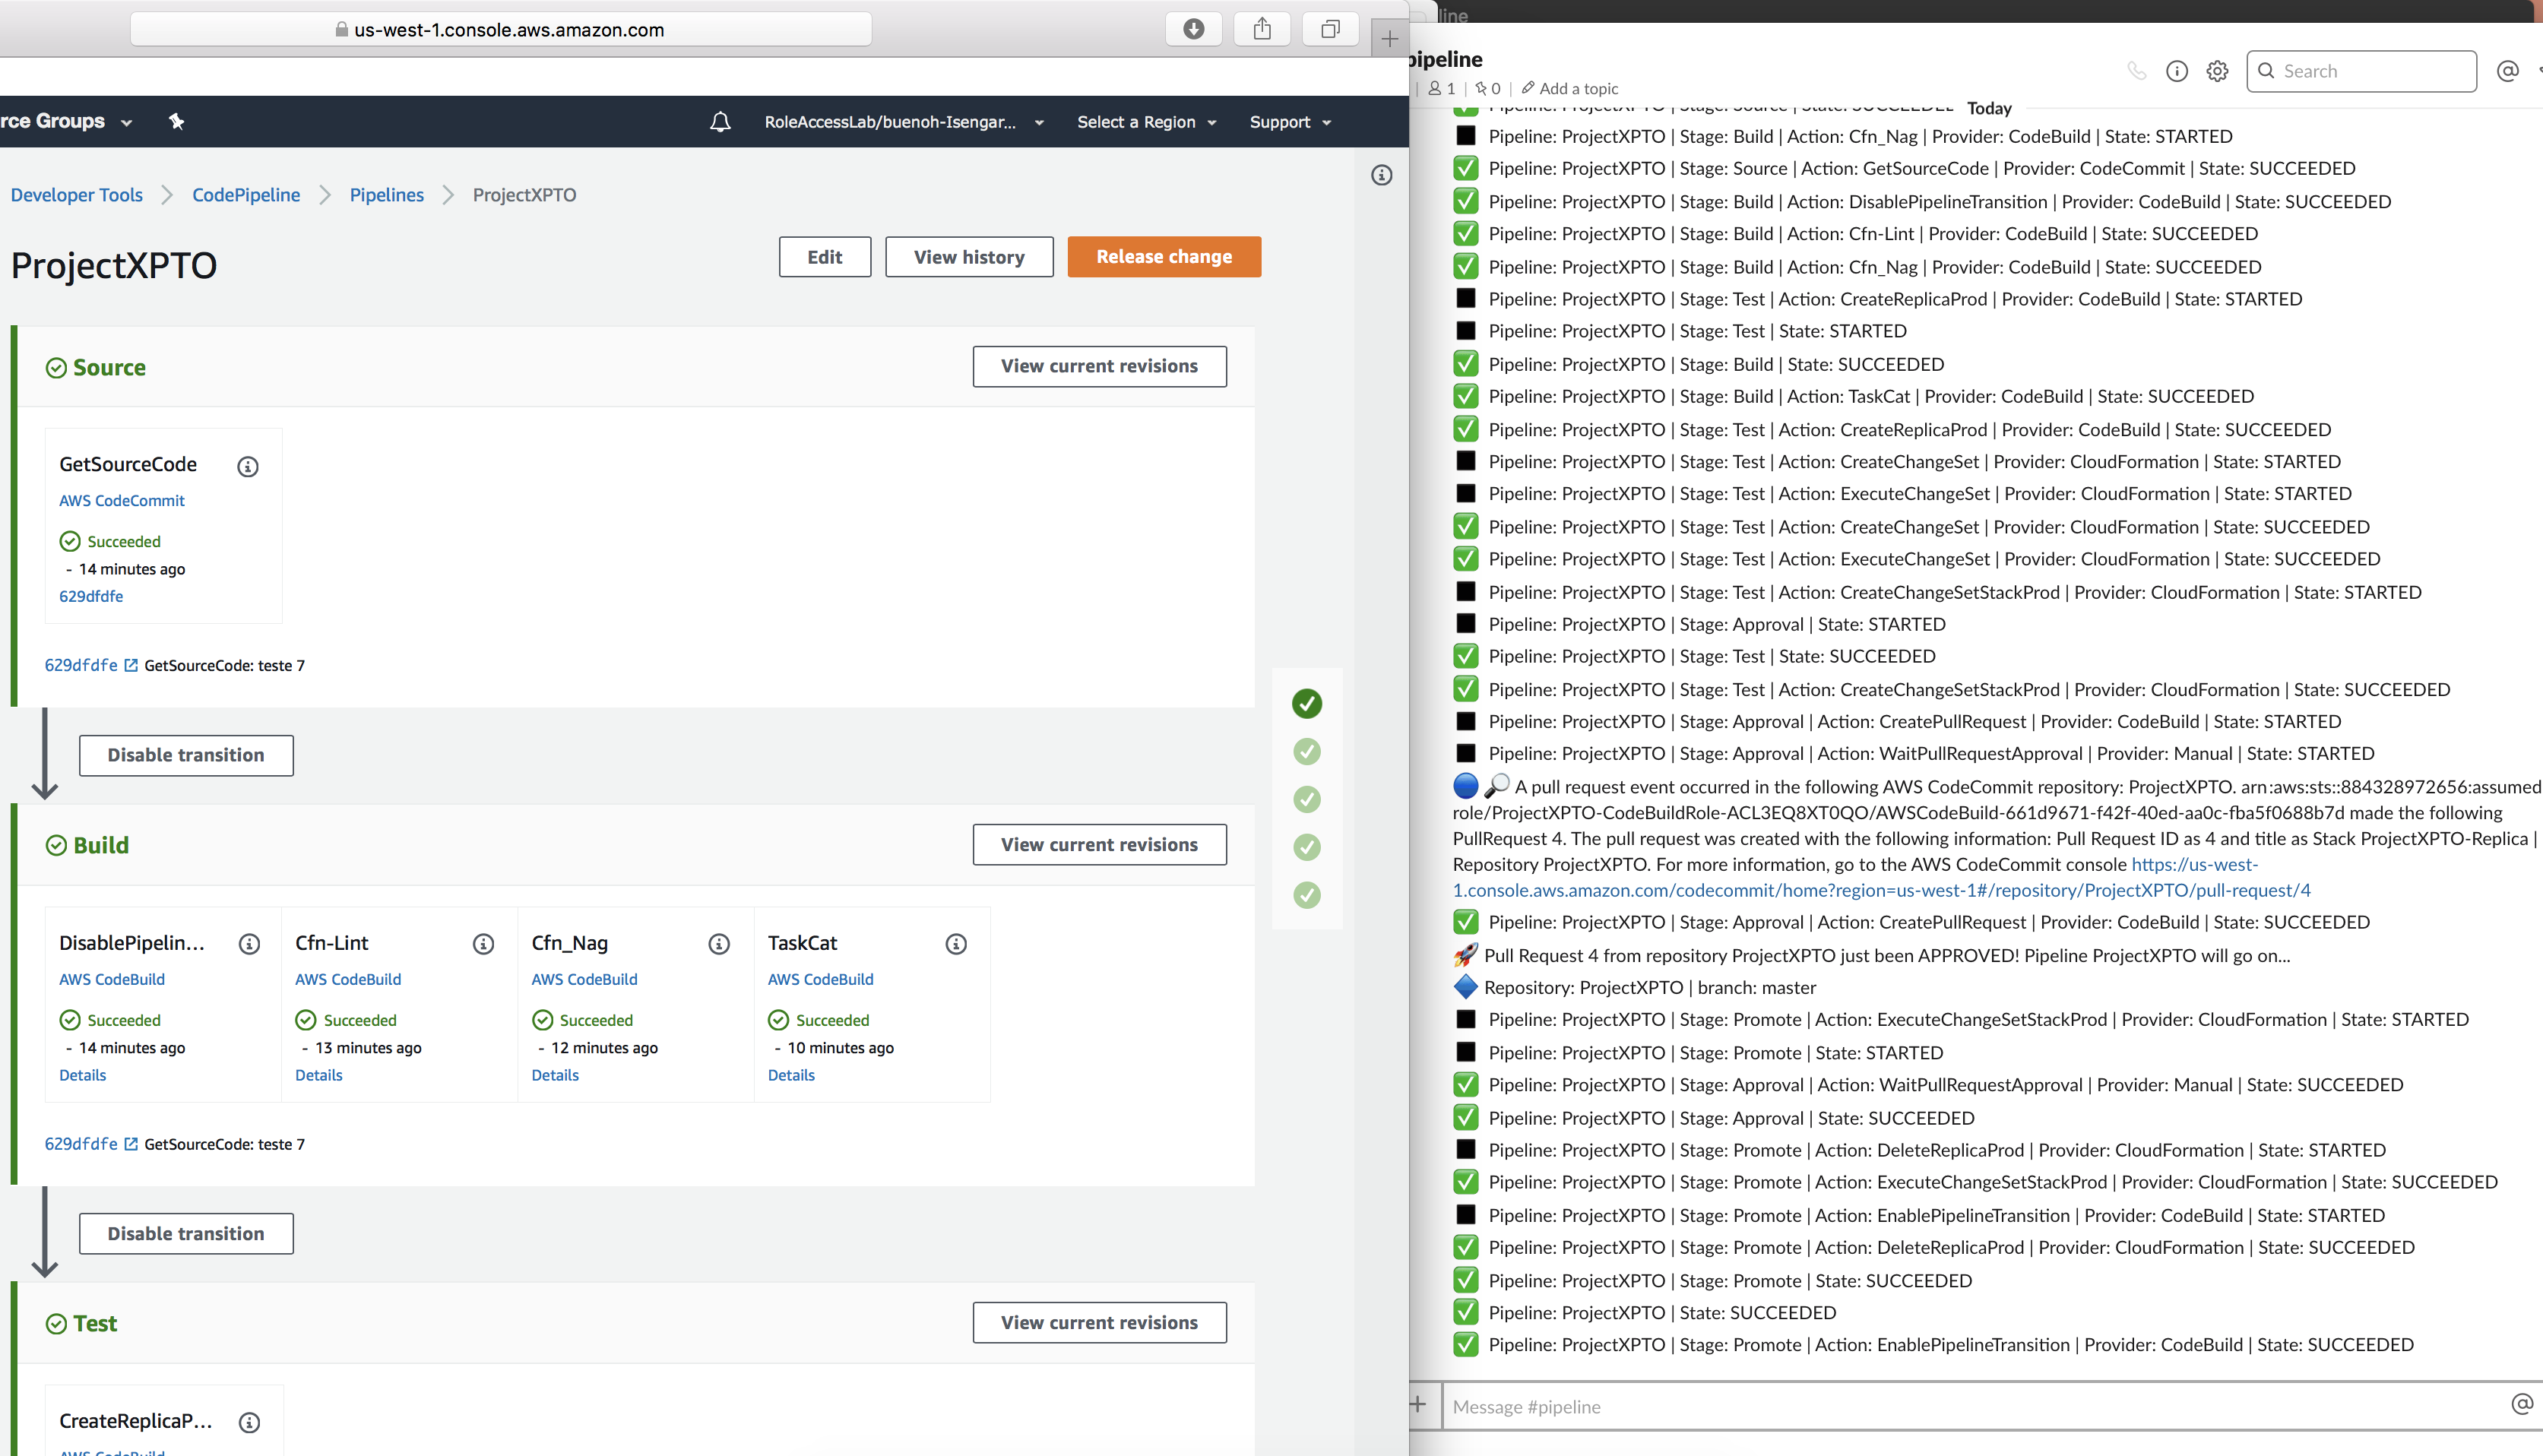 us-west-1.console.aws.amazon.com
rce Groups
RoleAccessLab/buenoh-Isengar...
Select a Region
Support
Developer Tools
CodePipeline
Pipelines
ProjectXPTO
ProjectXPTO
Edit
View history
Release change
Source
View current revisions
GetSourceCode
AWS CodeCommit
Succeeded
- 14 minutes ago
629dfdfe
629dfdfe GetSourceCode: teste 7
Disable transition
Build
View current revisions
DisablePipelin...
AWS CodeBuild
Succeeded
- 14 minutes ago
Details
Cfn-Lint
AWS CodeBuild
Succeeded
- 13 minutes ago
Details
Cfn_Nag
AWS CodeBuild
Succeeded
- 12 minutes ago
Details
TaskCat
AWS CodeBuild
Succeeded
- 10 minutes ago
Details
629dfdfe GetSourceCode: teste 7
Disable transition
Test
View current revisions
CreateReplicaP...
AWS CodeBuild
line
pipeline
1 | 0 | Add a topic
Search
Pipeline: ProjectXPTO | Stage: Source | State: SUCCEEDED
Today
Pipeline: ProjectXPTO | Stage: Build | Action: Cfn_Nag | Provider: CodeBuild | State: STARTED
Pipeline: ProjectXPTO | Stage: Source | Action: GetSourceCode | Provider: CodeCommit | State: SUCCEEDED
Pipeline: ProjectXPTO | Stage: Build | Action: DisablePipelineTransition | Provider: CodeBuild | State: SUCCEEDED
Pipeline: ProjectXPTO | Stage: Build | Action: Cfn-Lint | Provider: CodeBuild | State: SUCCEEDED
Pipeline: ProjectXPTO | Stage: Build | Action: Cfn_Nag | Provider: CodeBuild | State: SUCCEEDED
Pipeline: ProjectXPTO | Stage: Test | Action: CreateReplicaProd | Provider: CodeBuild | State: STARTED
Pipeline: ProjectXPTO | Stage: Test | State: STARTED
Pipeline: ProjectXPTO | Stage: Build | State: SUCCEEDED
Pipeline: ProjectXPTO | Stage: Build | Action: TaskCat | Provider: CodeBuild | State: SUCCEEDED
Pipeline: ProjectXPTO | Stage: Test | Action: CreateReplicaProd | Provider: CodeBuild | State: SUCCEEDED
Pipeline: ProjectXPTO | Stage: Test | Action: CreateChangeSet | Provider: CloudFormation | State: STARTED
Pipeline: ProjectXPTO | Stage: Test | Action: ExecuteChangeSet | Provider: CloudFormation | State: STARTED
Pipeline: ProjectXPTO | Stage: Test | Action: CreateChangeSet | Provider: CloudFormation | State: SUCCEEDED
Pipeline: ProjectXPTO | Stage: Test | Action: ExecuteChangeSet | Provider: CloudFormation | State: SUCCEEDED
Pipeline: ProjectXPTO | Stage: Test | Action: CreateChangeSetStackProd | Provider: CloudFormation | State: STARTED
Pipeline: ProjectXPTO | Stage: Approval | State: STARTED
Pipeline: ProjectXPTO | Stage: Test | State: SUCCEEDED
Pipeline: ProjectXPTO | Stage: Test | Action: CreateChangeSetStackProd | Provider: CloudFormation | State: SUCCEEDED
Pipeline: ProjectXPTO | Stage: Approval | Action: CreatePullRequest | Provider: CodeBuild | State: STARTED
Pipeline: ProjectXPTO | Stage: Approval | Action: WaitPullRequestApproval | Provider: Manual | State: STARTED
A pull request event occurred in the following AWS CodeCommit repository: ProjectXPTO. arn:aws:sts::884328972656:assumed
role/ProjectXPTO-CodeBuildRole-ACL3EQ8XT0QO/AWSCodeBuild-661d9671-f42f-40ed-aa0c-fba5f0688b7d made the following
PullRequest 4. The pull request was created with the following information: Pull Request ID as 4 and title as Stack ProjectXPTO-Replica |
Repository ProjectXPTO. For more information, go to the AWS CodeCommit console https://us-west-
1.console.aws.amazon.com/codecommit/home?region=us-west-1#/repository/ProjectXPTO/pull-request/4
Pipeline: ProjectXPTO | Stage: Approval | Action: CreatePullRequest | Provider: CodeBuild | State: SUCCEEDED
Pull Request 4 from repository ProjectXPTO just been APPROVED! Pipeline ProjectXPTO will go on...
Repository: ProjectXPTO | branch: master
Pipeline: ProjectXPTO | Stage: Promote | Action: ExecuteChangeSetStackProd | Provider: CloudFormation | State: STARTED
Pipeline: ProjectXPTO | Stage: Promote | State: STARTED
Pipeline: ProjectXPTO | Stage: Approval | Action: WaitPullRequestApproval | Provider: Manual | State: SUCCEEDED
Pipeline: ProjectXPTO | Stage: Approval | State: SUCCEEDED
Pipeline: ProjectXPTO | Stage: Promote | Action: DeleteReplicaProd | Provider: CloudFormation | State: STARTED
Pipeline: ProjectXPTO | Stage: Promote | Action: ExecuteChangeSetStackProd | Provider: CloudFormation | State: SUCCEEDED
Pipeline: ProjectXPTO | Stage: Promote | Action: EnablePipelineTransition | Provider: CodeBuild | State: STARTED
Pipeline: ProjectXPTO | Stage: Promote | Action: DeleteReplicaProd | Provider: CloudFormation | State: SUCCEEDED
Pipeline: ProjectXPTO | Stage: Promote | State: SUCCEEDED
Pipeline: ProjectXPTO | State: SUCCEEDED
Pipeline: ProjectXPTO | Stage: Promote | Action: EnablePipelineTransition | Provider: CodeBuild | State: SUCCEEDED
Message #pipeline